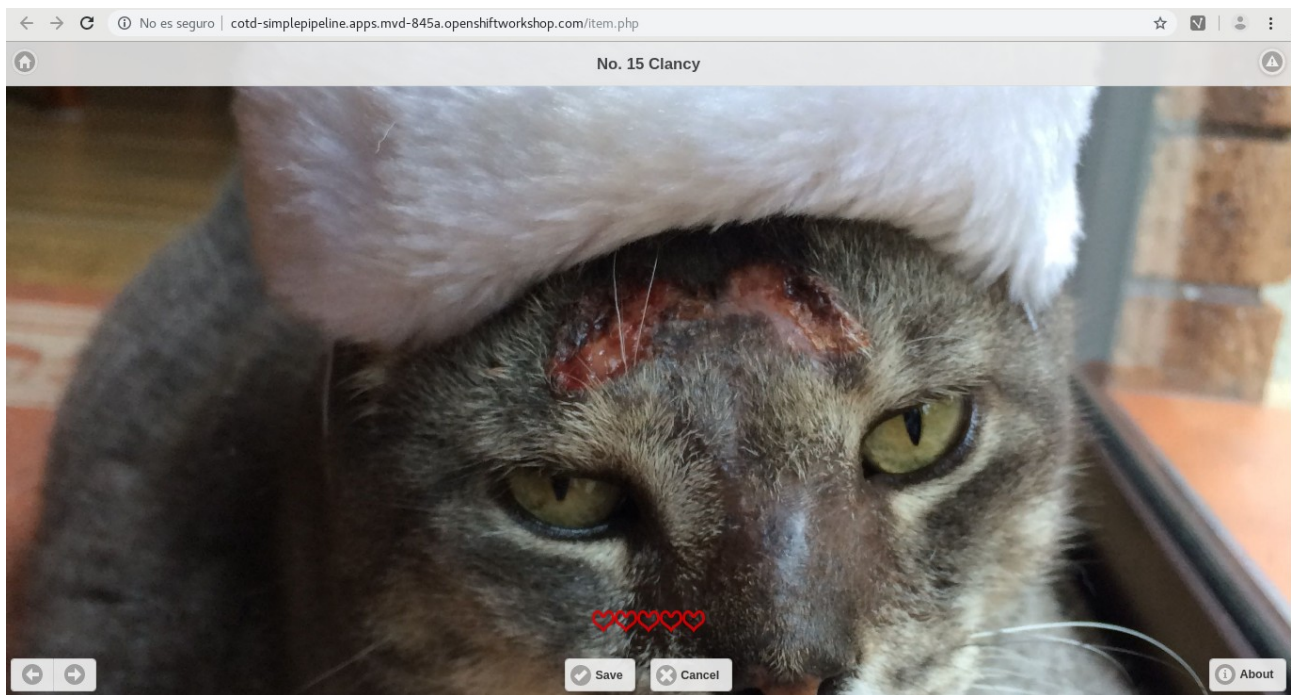 No es seguro cotd-simplepipeline.apps.mvd-845a.openshiftworkshop.com/item.php
No. 15 Clancy
Save Cancel About